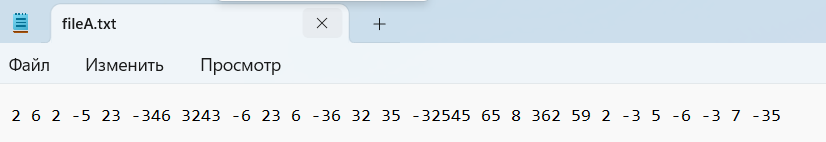 fileA.txt
Файл Изменить Просмотр
2 6 2 -5 23 -346 3243 -6 23 6 -36 32 35 -32545 65 8 362 59 2 -3 5 -6 -3 7 -35